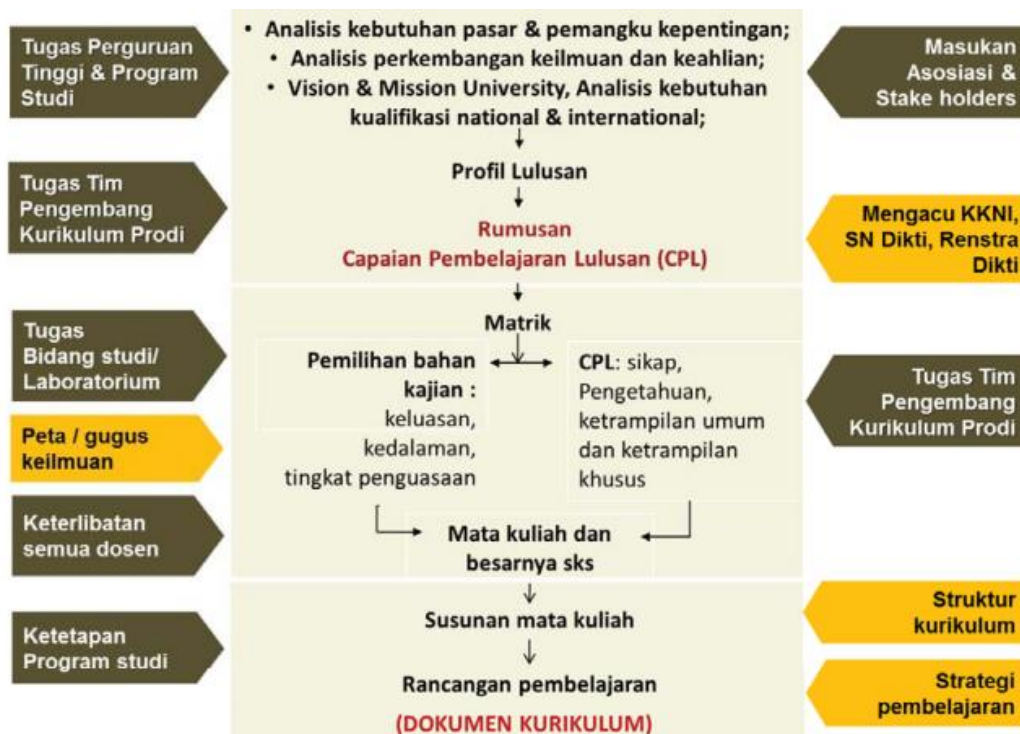 Tugas Perguruan
Tinggi & Program
Studi
• Analisis kebutuhan pasar & pemangku kepentingan;
• Analisis perkembangan keilmuan dan keahlian;
• Vision & Mission University, Analisis kebutuhan
kualifikasi national & international;
Masukan
Asosiasi &
Stake holders
Tugas Tim
Pengembang
Kurikulum Prodi
Profil Lulusan
Rumusan
Capaian Pembelajaran Lulusan (CPL)
Mengacu KKNI,
SN Dikti, Renstra
Dikti
Tugas
Bidang studi/
Laboratorium
Matrik
Pemilihan bahan
kajian :
keluasan,
kedalaman,
tingkat penguasaan
CPL: sikap,
Pengetahuan,
ketrampilan umum
dan ketrampilan
khusus
Tugas Tim
Pengembang
Kurikulum Prodi
Peta / gugus
keilmuan
Keterlibatan
semua dosen
Mata kuliah dan
besarnya sks
Ketetapan
Program studi
Susunan mata kuliah
Struktur
kurikulum
Rancangan pembelajaran
(DOKUMEN KURIKULUM)
Strategi
pembelajaran